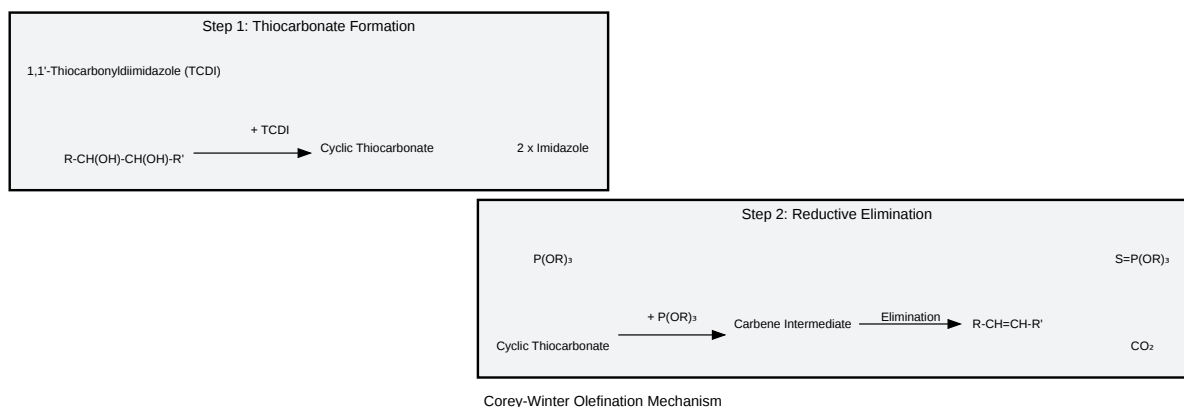 Step 1: Thiocarbonate Formation
1,1'-Thiocarbonyldiimidazole (TCDI)
+ TCDI
R-CH(OH)-CH(OH)-R'
Cyclic Thiocarbonate
2 x Imidazole
Step 2: Reductive Elimination
P(OR)₃
S=P(OR)₃
+ P(OR)₃
Cyclic Thiocarbonate
Carbene Intermediate
Elimination
R-CH=CH-R'
CO₂
Corey-Winter Olefination Mechanism